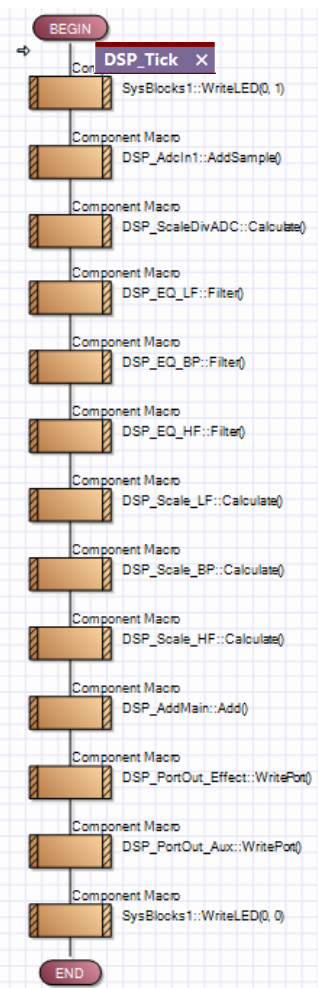 BEGIN
DSP_Tick ×
Com
SysBlocks1::WriteLED(0, 1)
Component Macro
DSP_AdcIn1::AddSample()
Component Macro
DSP_ScaleDivADC::Calculate()
Component Macro
DSP_EQ_LF::Filter()
Component Macro
DSP_EQ_BP::Filter()
Component Macro
DSP_EQ_HF::Filter()
Component Macro
DSP_Scale_LF::Calculate()
Component Macro
DSP_Scale_BP::Calculate()
Component Macro
DSP_Scale_HF::Calculate()
Component Macro
DSP_AddMain::Add()
Component Macro
DSP_PortOut_Effect::WritePort()
Component Macro
DSP_PortOut_Aux::WritePort()
Component Macro
SysBlocks1::WriteLED(0, 0)
END